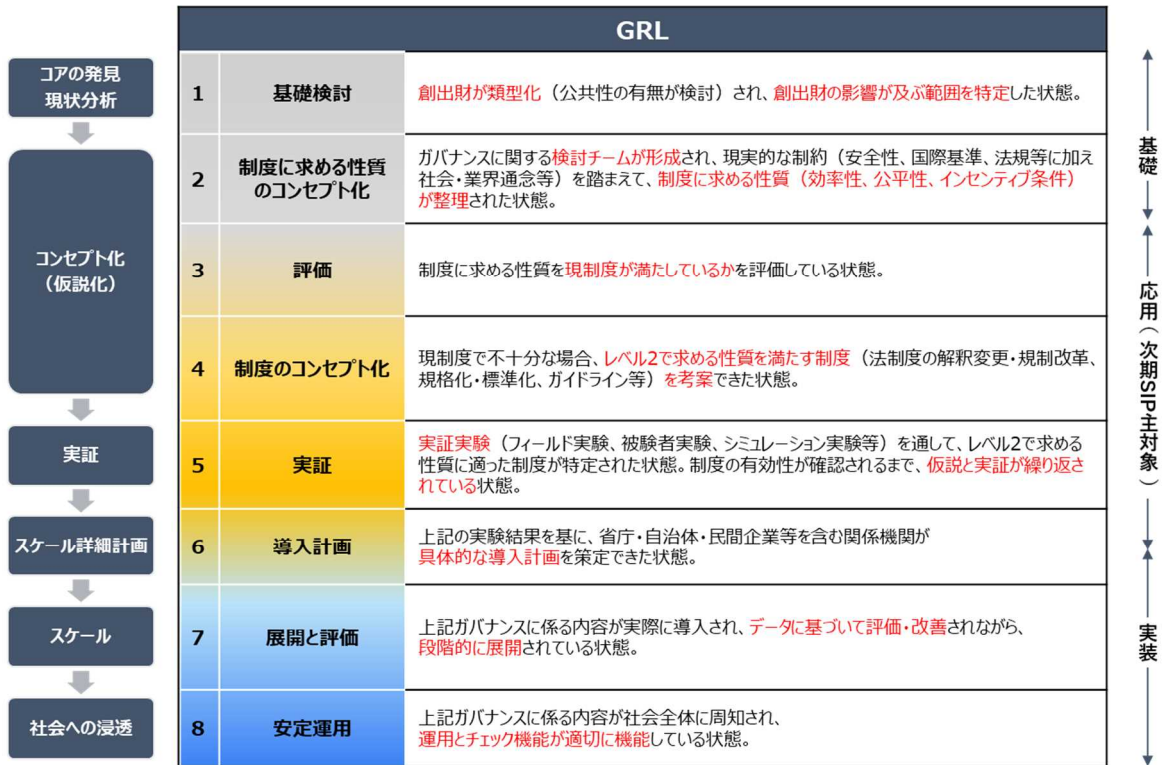 GRL
コアの発見
現状分析
1
基礎検討
創出財が類型化（公共性の有無が検討）され、創出財の影響が及ぶ範囲を特定した状態。
コンセプト化
（仮説化）
2
制度に求める性質
のコンセプト化
ガバナンスに関する検討チームが形成され、現実的な制約（安全性、国際基準、法規等に加え
社会・業界通念等）を踏まえて、制度に求める性質（効率性、公平性、インセンティブ条件）
が整理された状態。
3
評価
制度に求める性質を現制度が満たしているかを評価している状態。
4
制度のコンセプト化
現制度で不十分な場合、レベル2で求める性質を満たす制度（法制度の解釈変更・規制改革、
規格化・標準化、ガイドライン等）を考案できた状態。
実証
5
実証
実証実験（フィールド実験、被験者実験、シミュレーション実験等）を通して、レベル2で求める
性質に適った制度が特定された状態。制度の有効性が確認されるまで、仮説と実証が繰り返さ
れている状態。
スケール詳細計画
6
導入計画
上記の実験結果を基に、省庁・自治体・民間企業等を含む関係機関が
具体的な導入計画を策定できた状態。
スケール
7
展開と評価
上記ガバナンスに係る内容が実際に導入され、データに基づいて評価・改善されながら、
段階的に展開されている状態。
社会への浸透
8
安定運用
上記ガバナンスに係る内容が社会全体に周知され、
運用とチェック機能が適切に機能している状態。
基礎
応用（次期SIP主対象）
実装